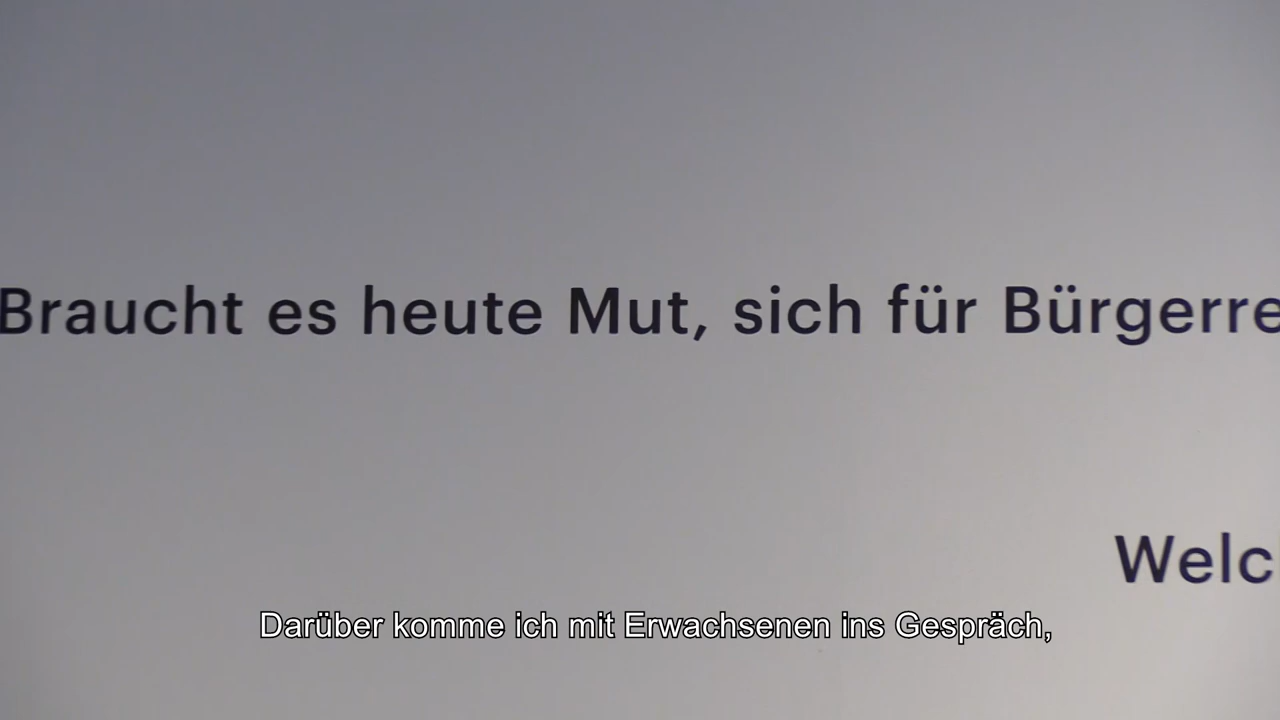 Braucht es heute Mut, sich für Bürgerre
Welc
Darüber komme ich mit Erwachsenen ins Gespräch,